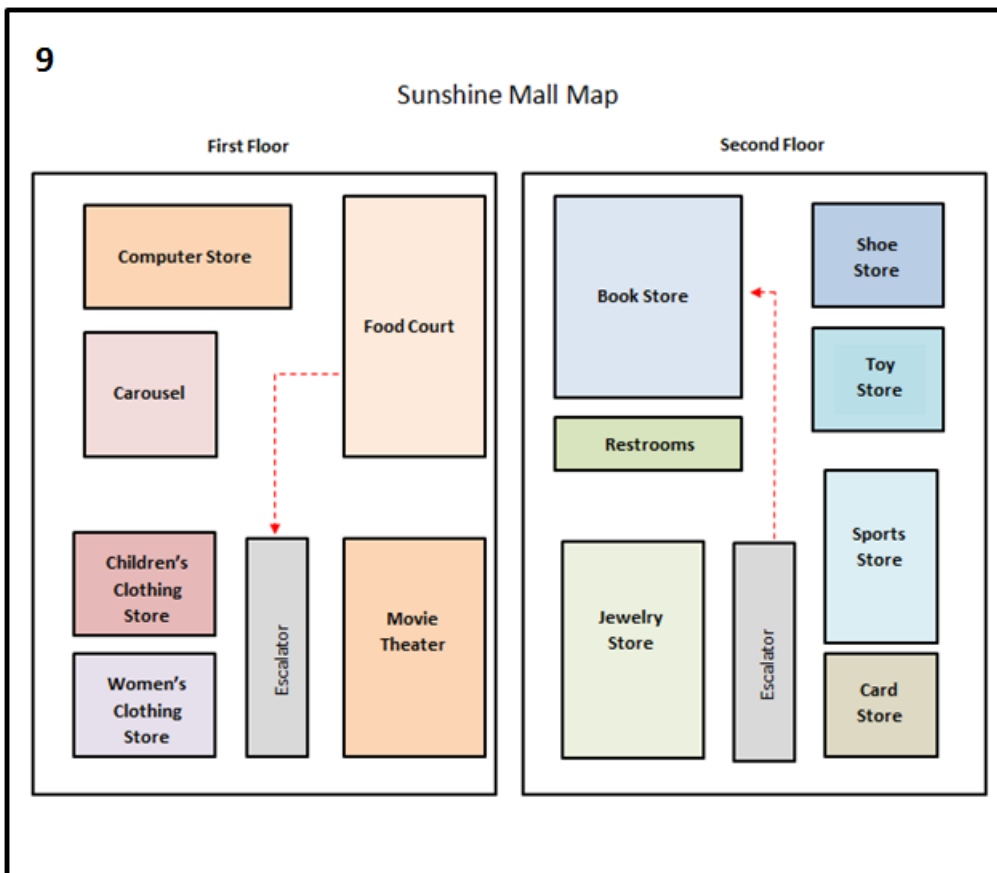 9
Sunshine Mall Map
First Floor
Computer Store
Food Court
Carousel
Children’s
Clothing
Store
Women’s
Clothing
Store
Escalator
Movie
Theater
Second Floor
Book Store
Shoe
Store
Toy
Store
Restrooms
Sports
Store
Jewelry
Store
Escalator
Card
Store